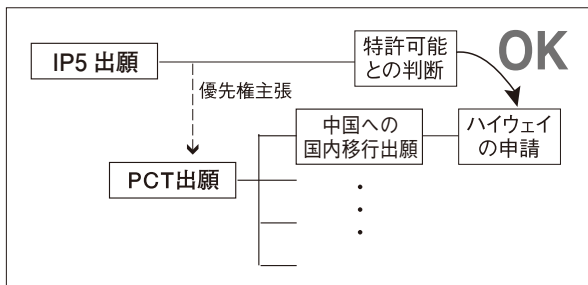 IP5 出願
特許可能
との判断
OK
優先権主張
中国への
国内移行出願
ハイウェイ
の申請
PCT出願